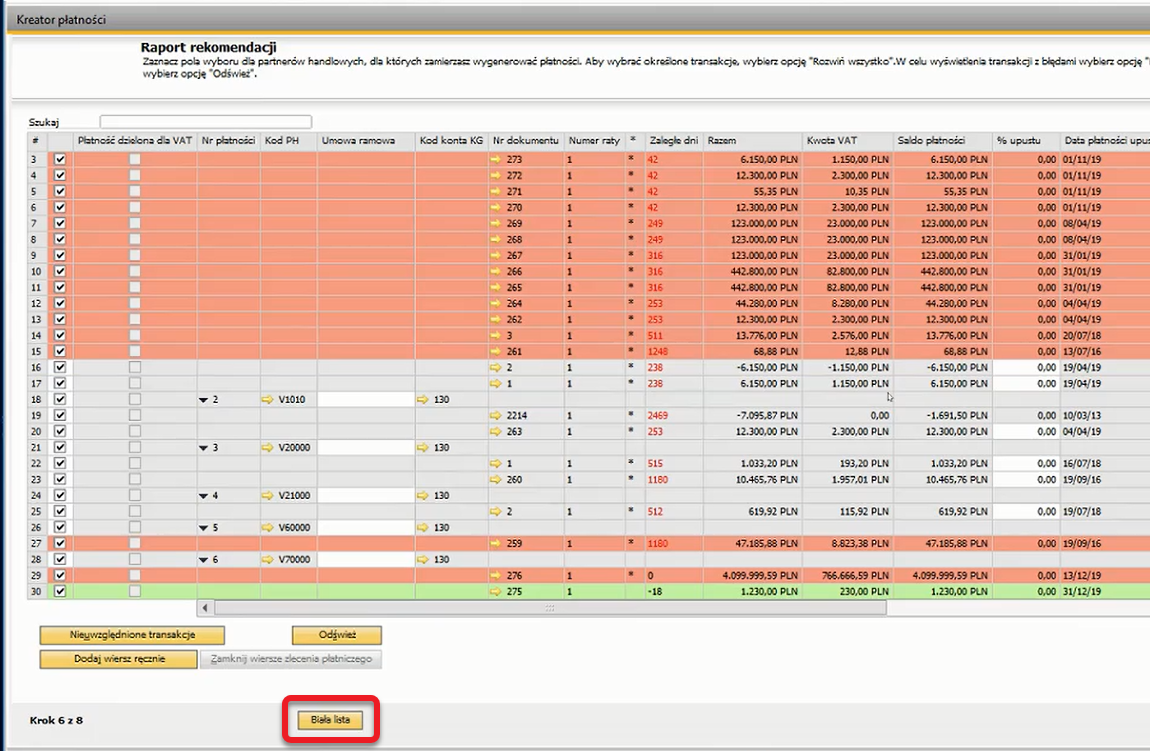 Kreator płatności
Raport rekomendacji
Zaznacz pola wyboru dla partnerów handlowych, dla których zamierzasz wygenerować płatności. Aby wybrać określone transakcje, wybierz opcję "Rozwiń wszystko".W celu wyświetlenia transakcji z błędami wybierz opcję "
wybierz opcję "Odśwież".
Szukaj
# Płatność dzielona dla VAT Nr płatności Kod PH Umowa ramowa Kod konta KG Nr dokumentu Numer raty * Zaległe dni Razem Kwota VAT Saldo płatności % upustu Data płatności upus
3 273 1 * 42 6.150,00 PLN 1.150,00 PLN 6.150,00 PLN 0,00 01/11/19
4 272 1 * 42 12.300,00 PLN 2.300,00 PLN 12.300,00 PLN 0,00 01/11/19
5 271 1 * 42 55,35 PLN 10,35 PLN 55,35 PLN 0,00 01/11/19
6 270 1 * 42 12.300,00 PLN 2.300,00 PLN 12.300,00 PLN 0,00 01/11/19
7 269 1 * 249 123.000,00 PLN 23.000,00 PLN 123.000,00 PLN 0,00 08/04/19
8 268 1 * 249 123.000,00 PLN 23.000,00 PLN 123.000,00 PLN 0,00 08/04/19
9 267 1 * 316 123.000,00 PLN 23.000,00 PLN 123.000,00 PLN 0,00 31/01/19
10 266 1 * 316 442.800,00 PLN 82.800,00 PLN 442.800,00 PLN 0,00 31/01/19
11 265 1 * 316 442.800,00 PLN 82.800,00 PLN 442.800,00 PLN 0,00 31/01/19
12 264 1 * 253 44.280,00 PLN 8.280,00 PLN 44.280,00 PLN 0,00 04/04/19
13 262 1 * 253 12.300,00 PLN 2.300,00 PLN 12.300,00 PLN 0,00 04/04/19
14 3 1 * 511 13.776,00 PLN 2.576,00 PLN 13.776,00 PLN 0,00 20/07/18
15 261 1 * 1248 68,88 PLN 12,88 PLN 68,88 PLN 0,00 13/07/16
16 2 1 * 238 -6.150,00 PLN -1.150,00 PLN -6.150,00 PLN 0,00 19/04/19
17 1 1 * 238 6.150,00 PLN 1.150,00 PLN 6.150,00 PLN 0,00 19/04/19
18 2 V1010 130
19 2214 1 * 2469 -7.095,87 PLN 0,00 -1.691,50 PLN 0,00 10/03/13
20 263 1 * 253 12.300,00 PLN 2.300,00 PLN 12.300,00 PLN 0,00 04/04/19
21 3 V20000 130
22 1 1 * 515 1.033,20 PLN 193,20 PLN 1.033,20 PLN 0,00 16/07/18
23 260 1 * 1180 10.465,76 PLN 1.957,01 PLN 10.465,76 PLN 0,00 19/09/16
24 4 V21000 130
25 2 1 * 512 619,92 PLN 115,92 PLN 619,92 PLN 0,00 19/07/18
26 5 V60000 130
27 259 1 * 1180 47.185,88 PLN 8.823,38 PLN 47.185,88 PLN 0,00 19/09/16
28 6 V70000 130
29 276 1 * 0 4.099.999,59 PLN 766.666,59 PLN 4.099.999,59 PLN 0,00 13/12/19
30 275 1 -18 1.230,00 PLN 230,00 PLN 1.230,00 PLN 0,00 31/12/19
Nieuwzględnione transakcje Odśwież
Dodaj wiersz ręcznie Zamknij wiersze zlecenia płatniczego
Krok 6 z 8 Biała lista